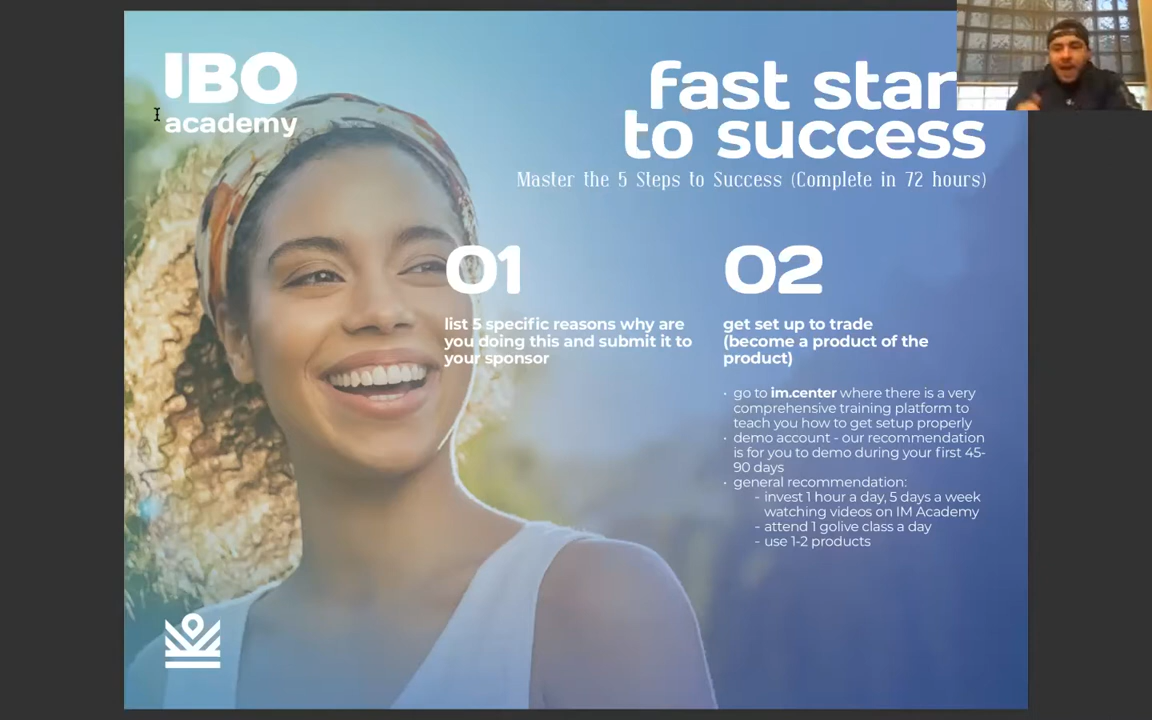 IBO
academy
fast star
to success
Master the 5 Steps to Success (Complete in 72 hours)
01
list 5 specific reasons why are
you doing this and submit it to
your sponsor
02
get set up to trade
(become a product of the
product)
· go to im.center where there is a very
comprehensive training platform to
teach you how to get setup properly
· demo account - our recommendation
is for you to demo during your first 45-
90 days
· general recommendation:
- invest 1 hour a day, 5 days a week
watching videos on IM Academy
- attend 1 golive class a day
- use 1-2 products